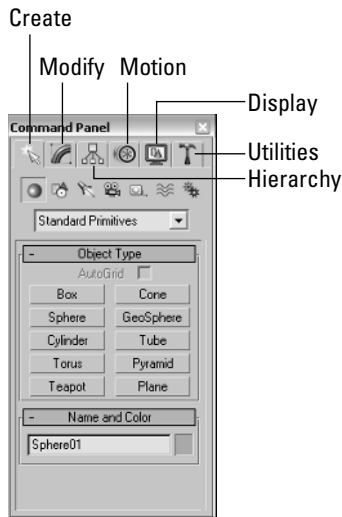 Create
Modify Motion
Display
Command Panel
Utilities
Hierarchy
Standard Primitives
- Object Type
AutoGrid
Box Cone
Sphere GeoSphere
Cylinder Tube
Torus Pyramid
Teapot Plane
- Name and Color
Sphere01